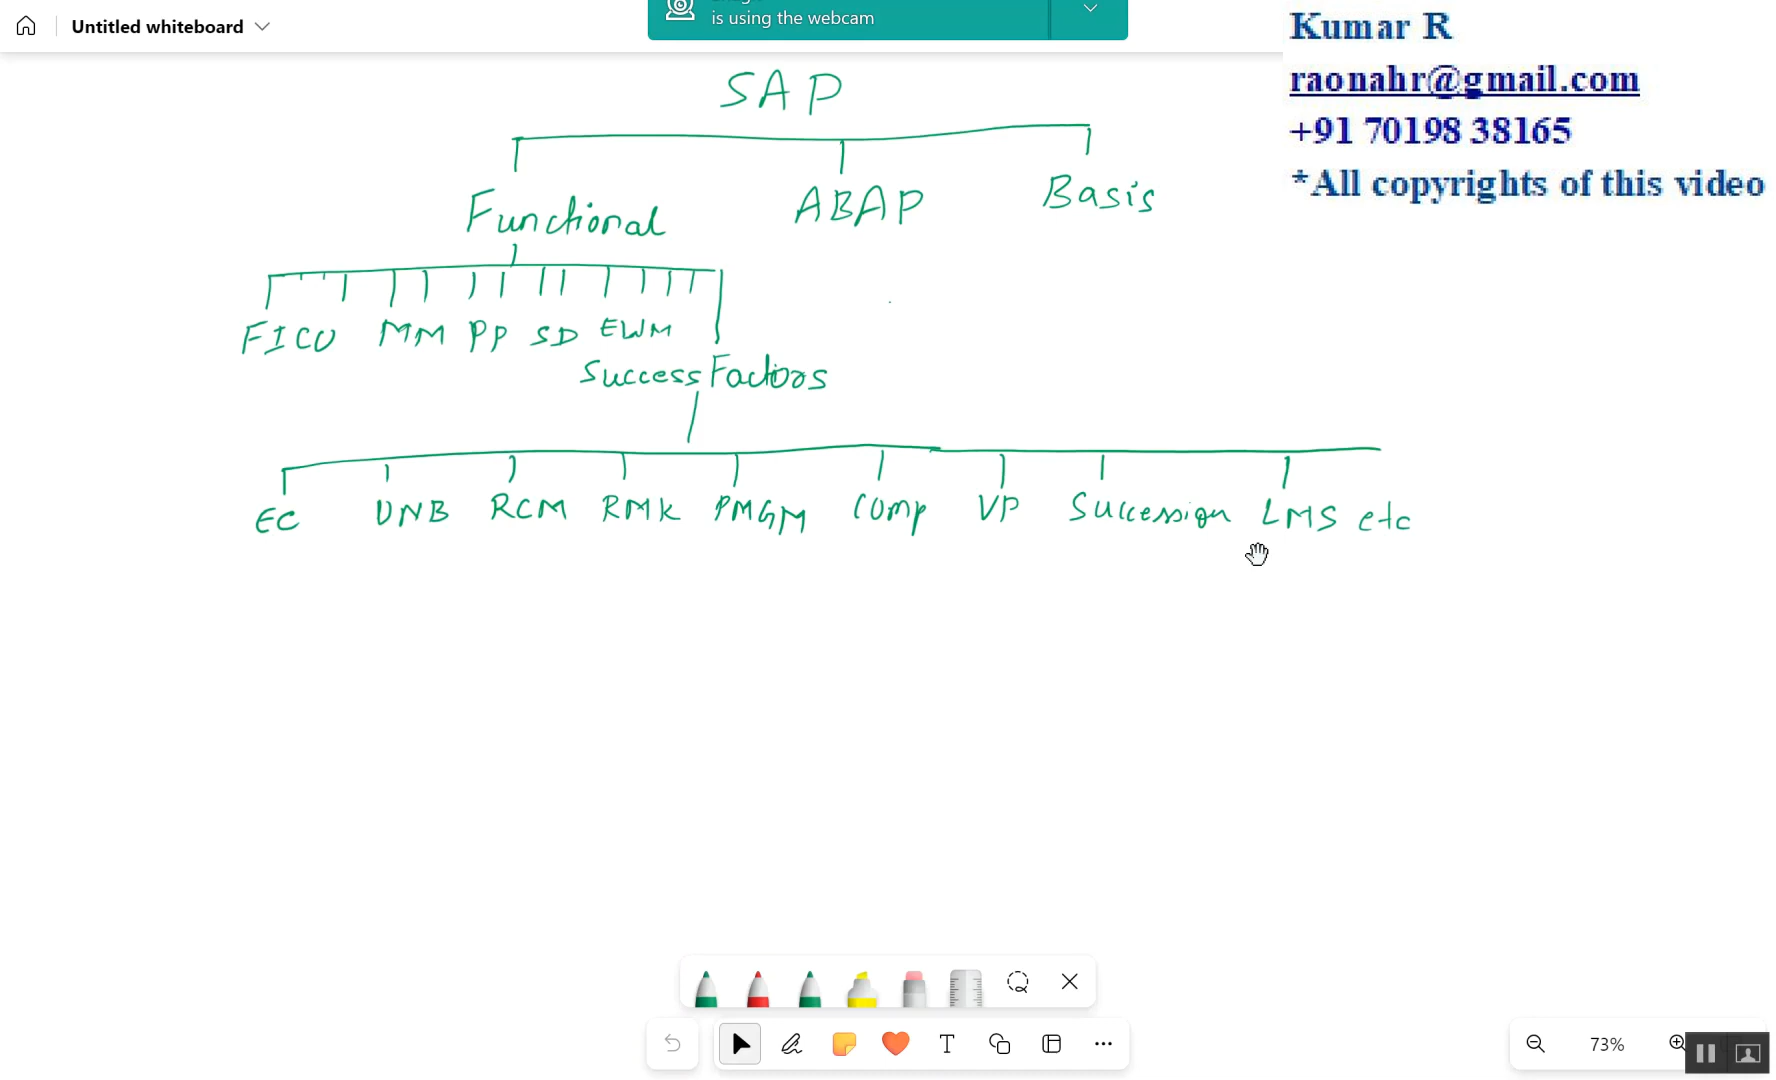 Untitled whiteboard
is using the webcam
Kumar R
raonahr@gmail.com
+91 70198 38165
*All copyrights of this video
SAP
Functional ABAP Basis
FICO MM PP SD EWM
SuccessFactors
EC ONB RCM RMK PMGM Comp VP Succession LMS etc
73%